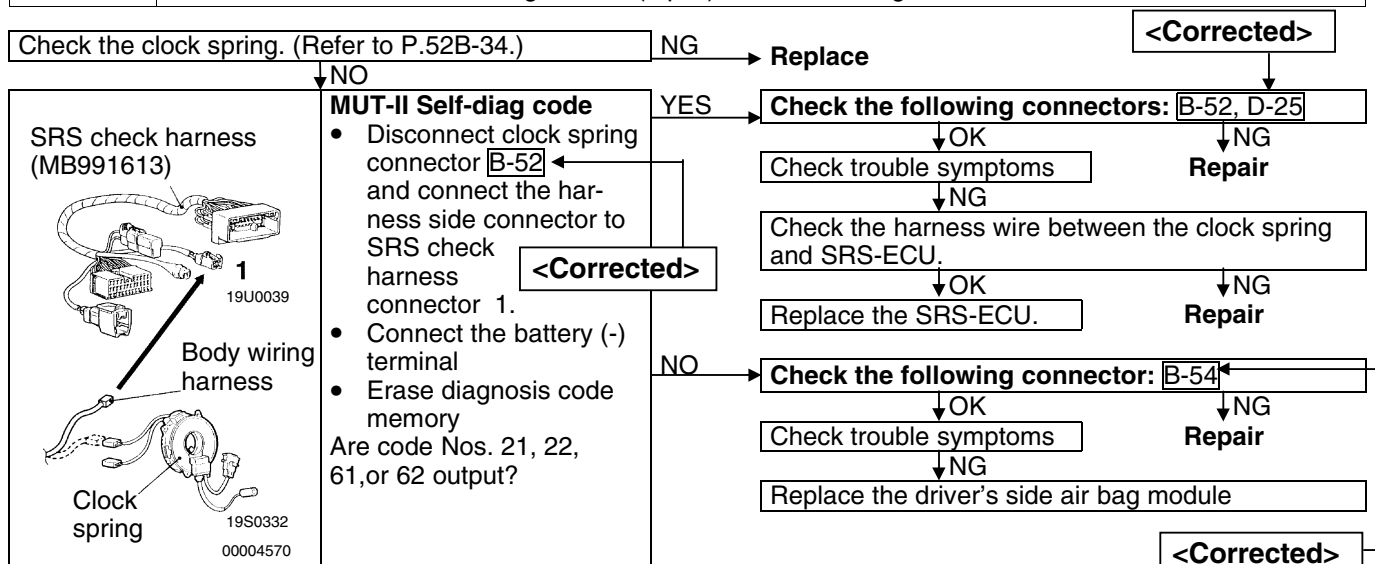 <Corrected>
Check the clock spring. (Refer to P.52B-34.)
NG
Replace
NO
SRS check harness
(MB991613)
1
19U0039
Body wiring
harness
Clock
spring
19S0332
00004570
MUT-II Self-diag code
• Disconnect clock spring
connector B-52
and connect the har-
ness side connector to
SRS check
harness
connector 1.
<Corrected>
• Connect the battery (-)
terminal
• Erase diagnosis code
memory
Are code Nos. 21, 22,
61,or 62 output?
YES
Check the following connectors: B-52, D-25
OK
NG
Check trouble symptoms
Repair
NG
Check the harness wire between the clock spring
and SRS-ECU.
OK
NG
Replace the SRS-ECU.
Repair
NO
Check the following connector: B-54
OK
NG
Check trouble symptoms
Repair
NG
Replace the driver's side air bag module
<Corrected>